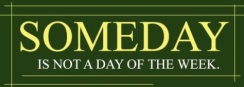 SOMEDAY
IS NOT A DAY OF THE WEEK.